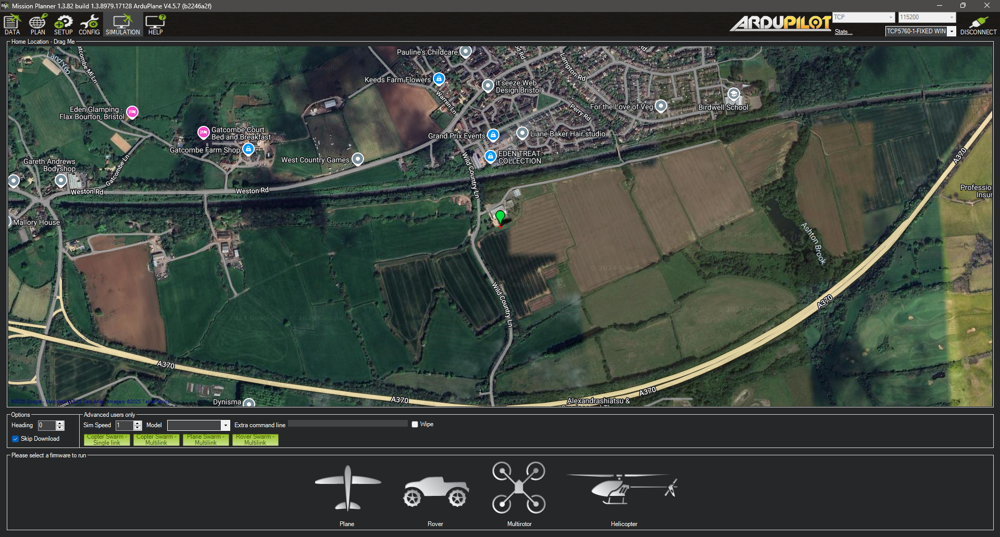 Mission Planner 1.3.82 build 1.3.8979.17128 ArduPlane V4.5.7 (b2246a2f)
DATA
PLAN
SETUP
CONFIG
SIMULATION
HELP
ARDUPILOT
TCP
115200
Stats...
TCP5760-1-FIXED WIN
DISCONNECT
Home Location - Drag Me
Land Yeo
Gatcombe Ml Ln
Pauline's Childcare
Lampton Rd
Keeds Farm Flowers
it'seeze Web
Design Bristol
Warren Ln
Perry Rd
For the Love of Veg
Birdwell School
Eden Glamping -
Flax Bourton, Bristol
Gatcombe Court
Bed and Breakfast
Gatcombe Farm Shop
Grand Prix Events
Liane Baker Hair studio
EDEN TREAT
COLLECTION
West Country Games
Wild Country Ln
Gareth Andrews
Bodyshop
Gatcombe Ln
Weston Rd
Weston Rd
A370
Professio
Insur
Mallory House
Ashton Brook
Wild Country Ln
A370
A370
A370
A370
Dynisma
Alexandrashiatsu &
©2025 Google - Map data ©2025 Tele Atlas, Imagery ©2025 TerraMetrics
Options
Heading
0
Skip Download
Advanced users only
Sim Speed
1
Model
Extra command line
Wipe
Copter Swarm -
Single link
Copter Swarm -
Multilink
Plane Swarm -
Multilink
Rover Swarm -
Multilink
Please select a firmware to run
Plane
Rover
Multirotor
Helicopter